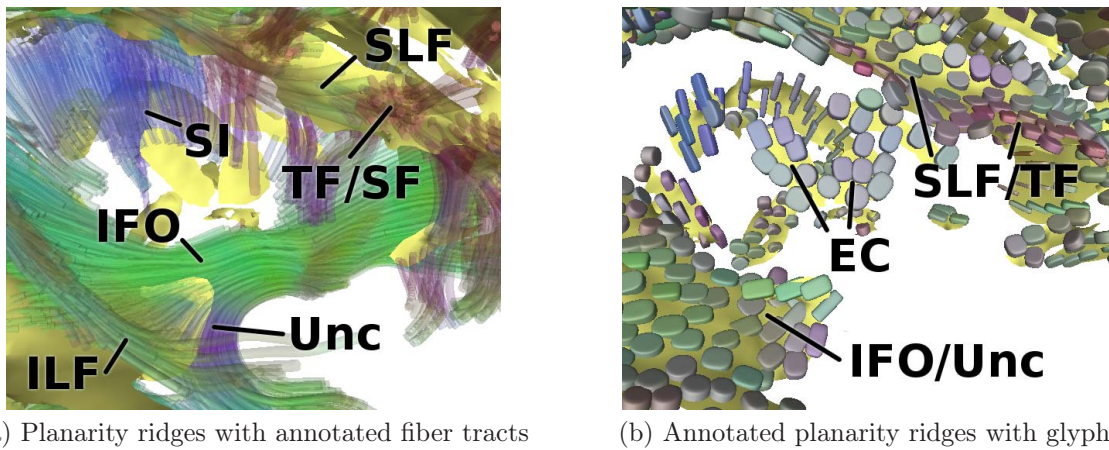 SLF
SI
TF/SF
IFO
Unc
ILF
SLF/TF
EC
IFO/Unc
) Planarity ridges with annotated fiber tracts
(b) Annotated planarity ridges with glyph